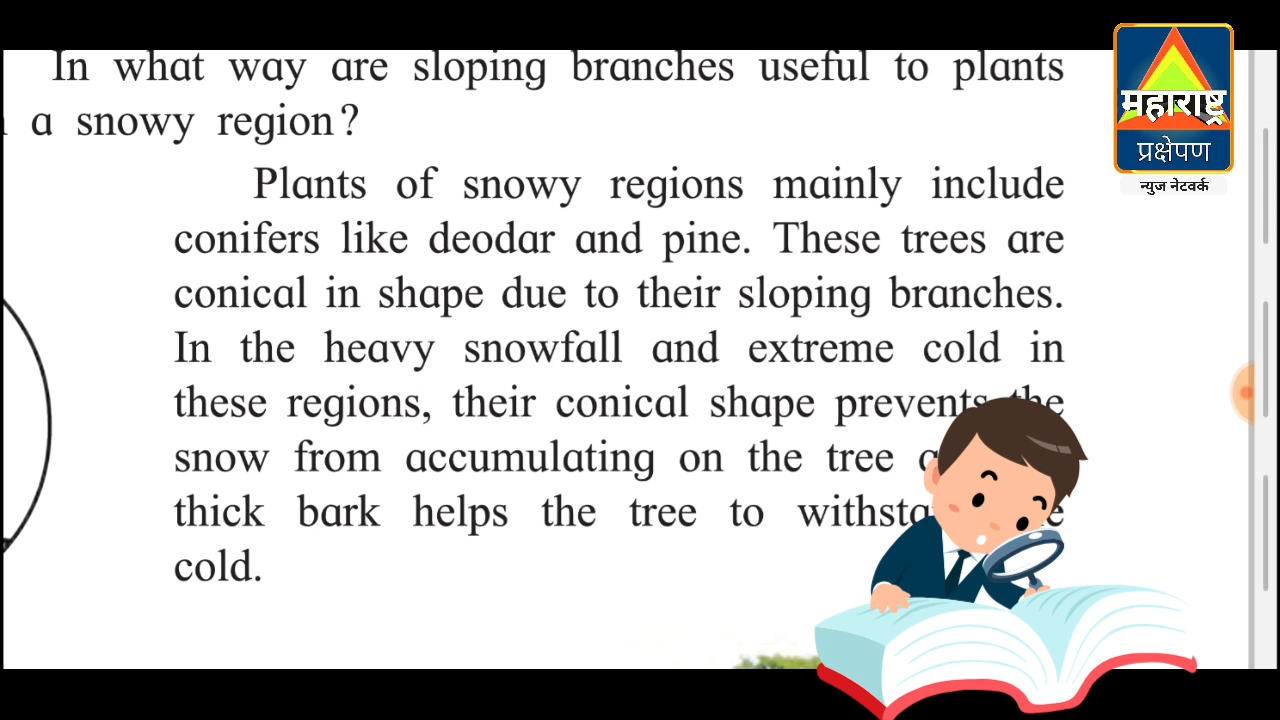 In what way are sloping branches useful to plants
a snowy region?
Plants of snowy regions mainly include
conifers like deodar and pine. These trees are
conical in shape due to their sloping branches.
In the heavy snowfall and extreme cold in
these regions, their conical shape prevents the
snow from accumulating on the tree
thick bark helps the tree to
cold.
महाराष्ट्र
प्रक्षेपण
न्युज नेटवर्क